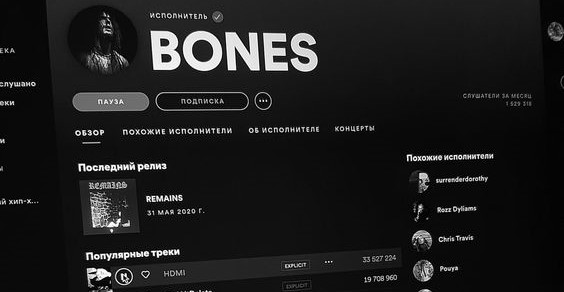 ИСПОЛНИТЕЛЬ
BONES
ПАУЗА
ПОДПИСКА
СЛУШАТЕЛИ ЗА МЕСЯЦ
1 529 318
ОБЗОР
ПОХОЖИЕ ИСПОЛНИТЕЛИ
ОБ ИСПОЛНИТЕЛЕ
КОНЦЕРТЫ
Последний релиз
REMAINS
REMAINS
31 МАЯ 2020 Г.
Популярные треки
HDMI
EXPLICIT
33 527 224
EXPLICIT
19 708 960
Похожие исполнители
surrenderdorothy
Rozz Dyliams
Chris Travis
Pouya
ЕКА
слушано
еки
ий хип-х...